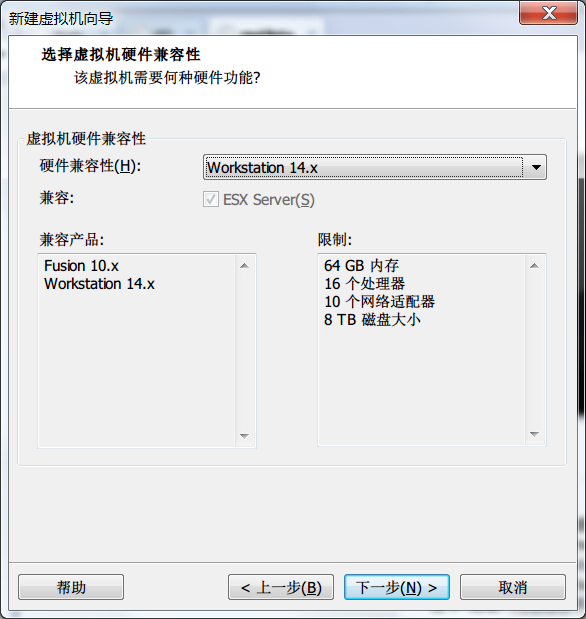 新建虚拟机向导
选择虚拟机硬件兼容性
该虚拟机需要何种硬件功能?
虚拟机硬件兼容性
硬件兼容性(H):
Workstation 14.x
兼容:
ESX Server(S)
兼容产品:
Fusion 10.x
Workstation 14.x
限制:
64 GB 内存
16 个处理器
10 个网络适配器
8 TB 磁盘大小
帮助
< 上一步(B)
下一步(N) >
取消